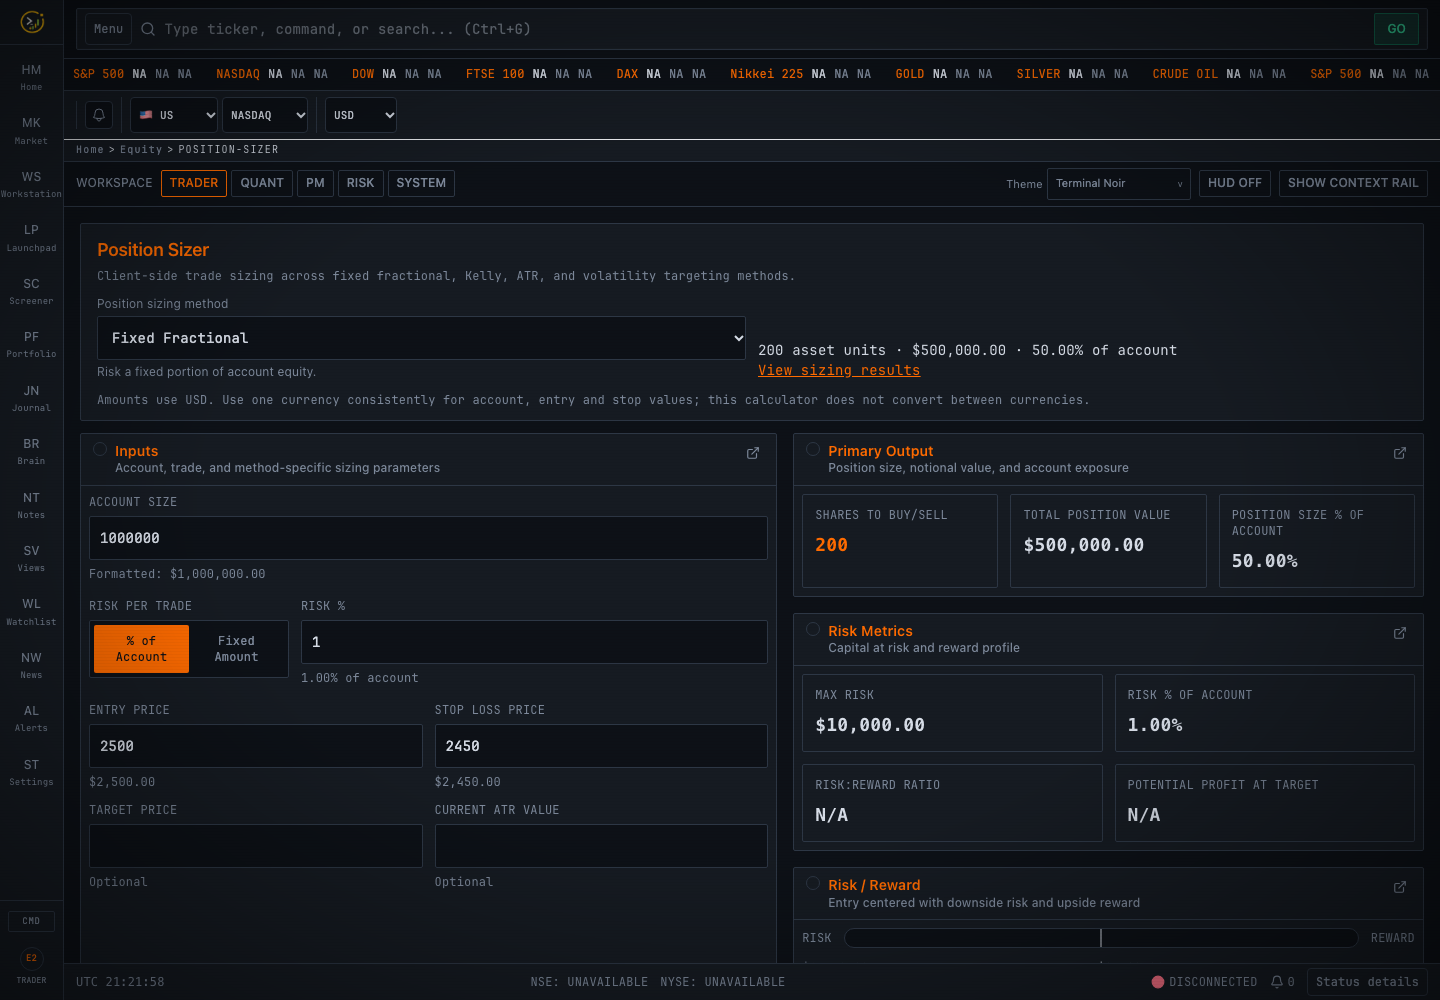 Menu Type ticker, command, or search... (Ctrl+G) GO
S&P 500 NA NA NA NASDAQ NA NA NA DOW NA NA NA FTSE 100 NA NA NA DAX NA NA NA Nikkei 225 NA NA NA GOLD NA NA NA SILVER NA NA NA CRUDE OIL NA NA NA S&P 500 NA NA NA
US NASDAQ USD
Home > Equity > POSITION-SIZER
WORKSPACE TRADER QUANT PM RISK SYSTEM Theme Terminal Noir HUD OFF SHOW CONTEXT RAIL
HM
Home
MK
Market
WS
Workstation
LP
Launchpad
SC
Screener
PF
Portfolio
JN
Journal
BR
Brain
NT
Notes
SV
Views
WL
Watchlist
NW
News
AL
Alerts
ST
Settings
CMD
E2
TRADER
Position Sizer
Client-side trade sizing across fixed fractional, Kelly, ATR, and volatility targeting methods.
Position sizing method
Fixed Fractional
Risk a fixed portion of account equity.
200 asset units · $500,000.00 · 50.00% of account
View sizing results
Amounts use USD. Use one currency consistently for account, entry and stop values; this calculator does not convert between currencies.
Inputs
Account, trade, and method-specific sizing parameters
ACCOUNT SIZE
1000000
Formatted: $1,000,000.00
RISK PER TRADE RISK %
% of Account Fixed Amount 1
1.00% of account
ENTRY PRICE STOP LOSS PRICE
2500 2450
$2,500.00 $2,450.00
TARGET PRICE CURRENT ATR VALUE
Optional Optional
Primary Output
Position size, notional value, and account exposure
SHARES TO BUY/SELL
200
TOTAL POSITION VALUE
$500,000.00
POSITION SIZE % OF
ACCOUNT
50.00%
Risk Metrics
Capital at risk and reward profile
MAX RISK
$10,000.00
RISK % OF ACCOUNT
1.00%
RISK:REWARD RATIO
N/A
POTENTIAL PROFIT AT TARGET
N/A
Risk / Reward
Entry centered with downside risk and upside reward
RISK REWARD
UTC 21:21:58 NSE: UNAVAILABLE NYSE: UNAVAILABLE DISCONNECTED 0 Status details